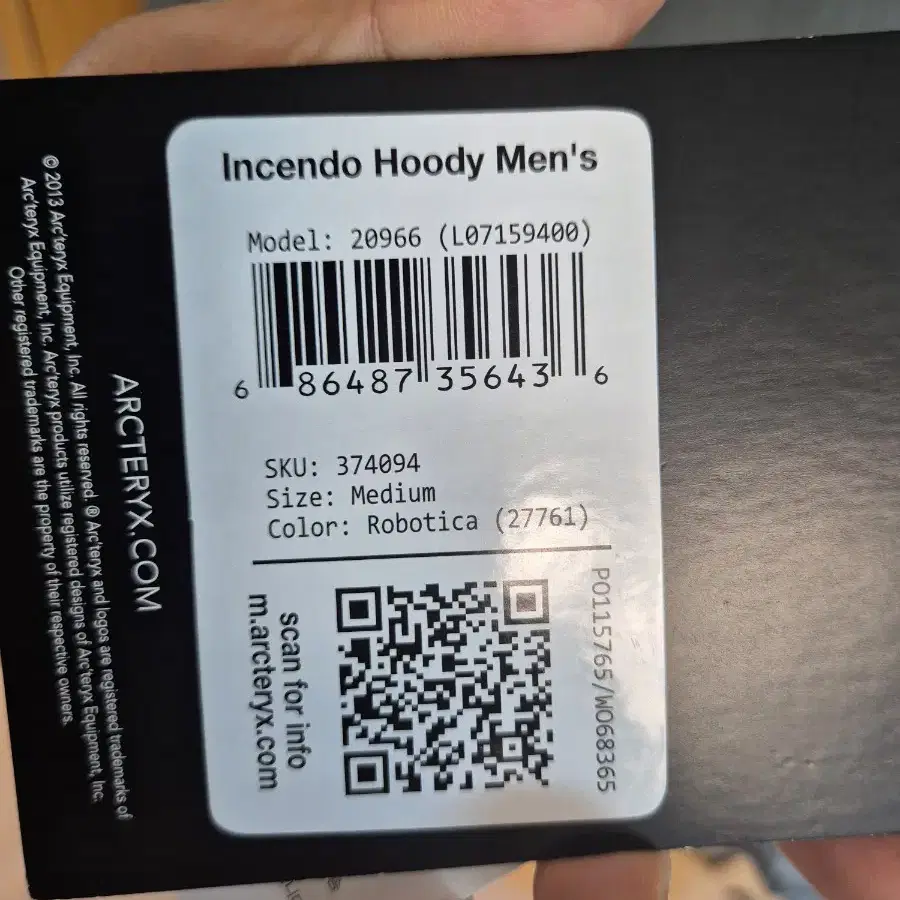 Incendo Hoody Men's
Model: 20966 (L07159400)
6 86487 35643 6
SKU: 374094
Size: Medium
Color: Robotica (27761)
scan for info
m.arcteryx.com
P0115765/W068365
ARCTERYX.COM
© 2013 Arc'teryx Equipment, Inc. All rights reserved. ® Arc'teryx and logos are registered trademarks of
Arc'teryx Equipment, Inc. Arc'teryx products utilize registered designs of Arc'teryx Equipment, Inc.
Other registered trademarks are the property of their respective owners.